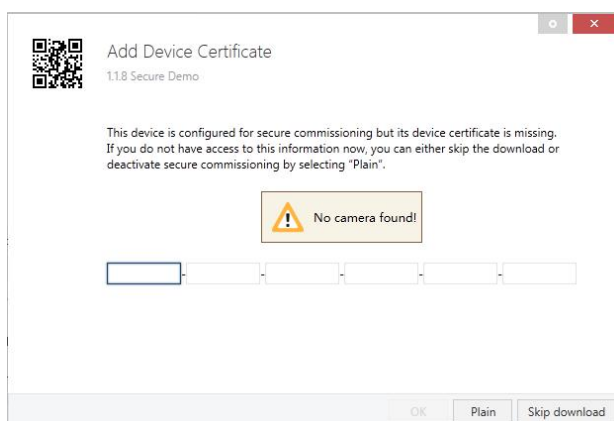 Add Device Certificate
1.1.8 Secure Demo
This device is configured for secure commissioning but its device certificate is missing.
If you do not have access to this information now, you can either skip the download or
deactivate secure commissioning by selecting "Plain".
No camera found!
- - - - -
OK Plain Skip download